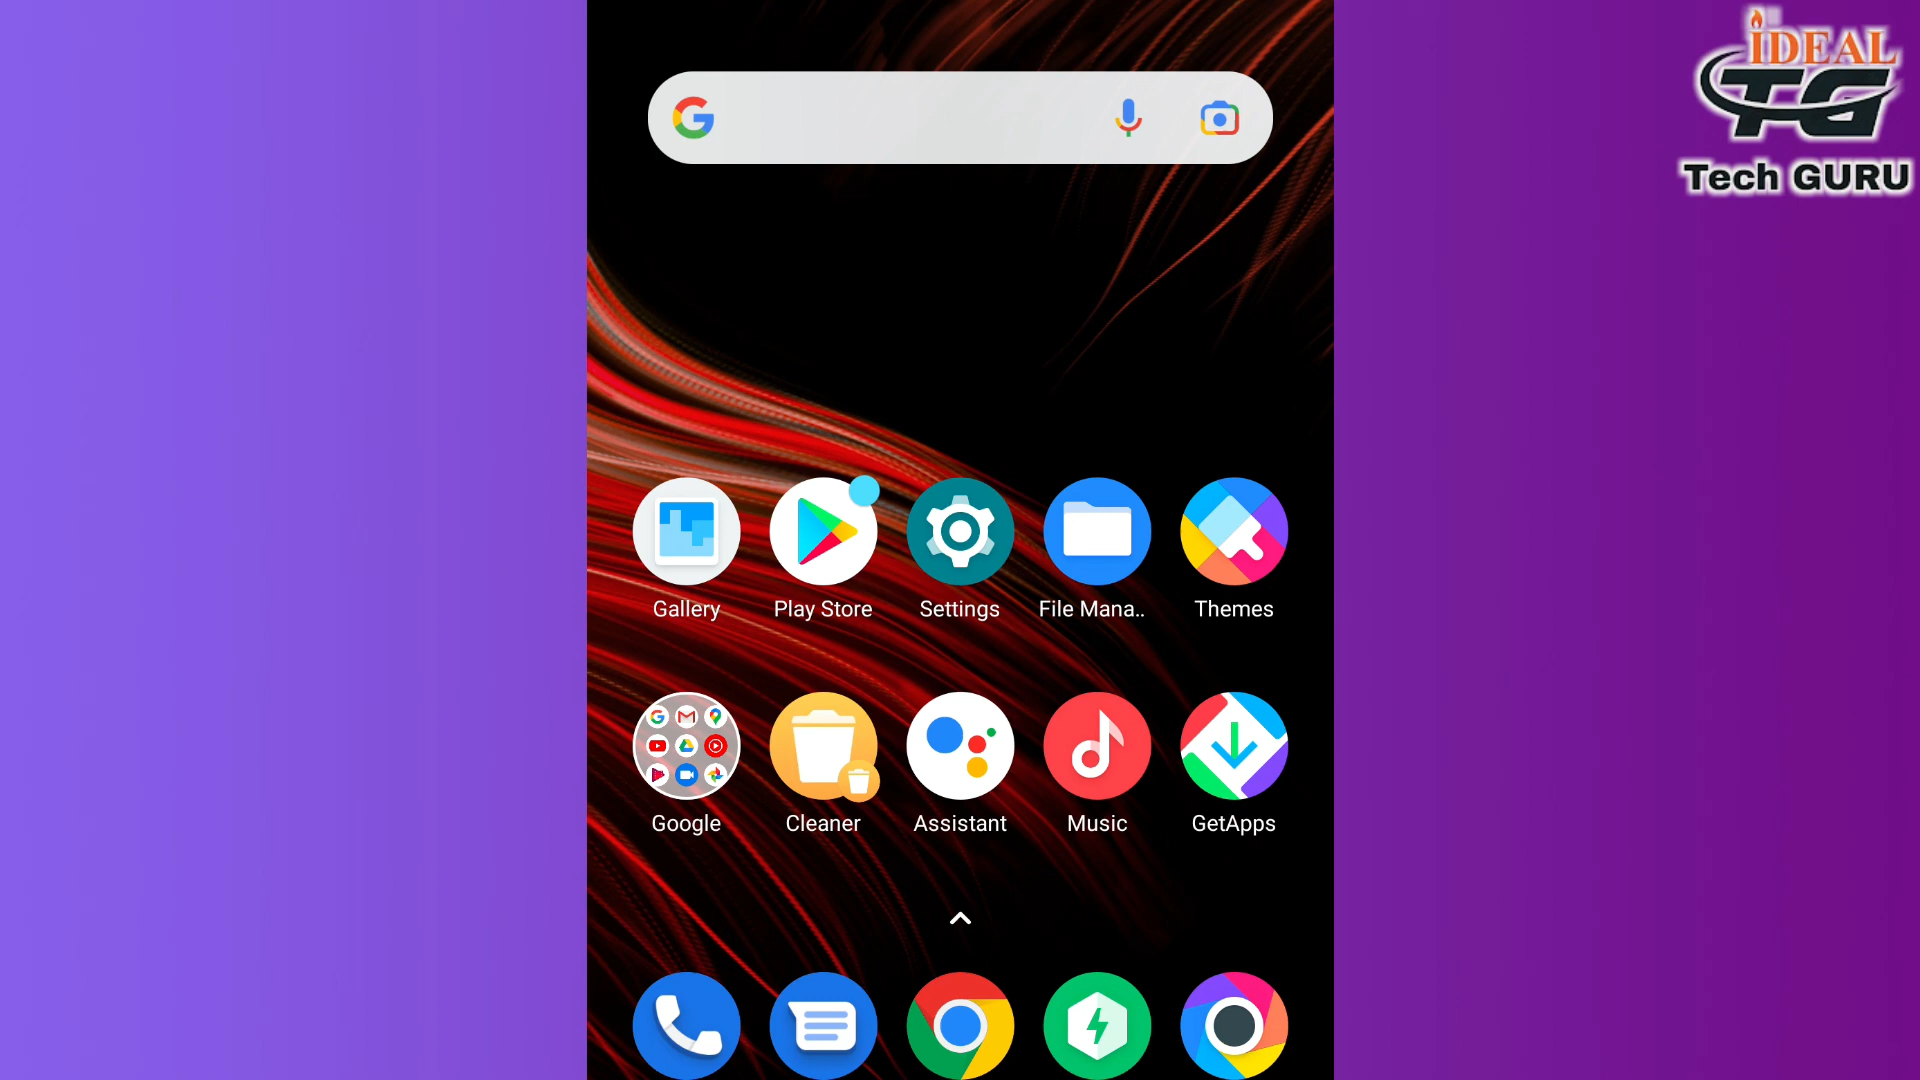 iDEAL
TG
Tech GURU
Gallery
Play Store
Settings
File Mana..
Themes
Google
Cleaner
Assistant
Music
GetApps